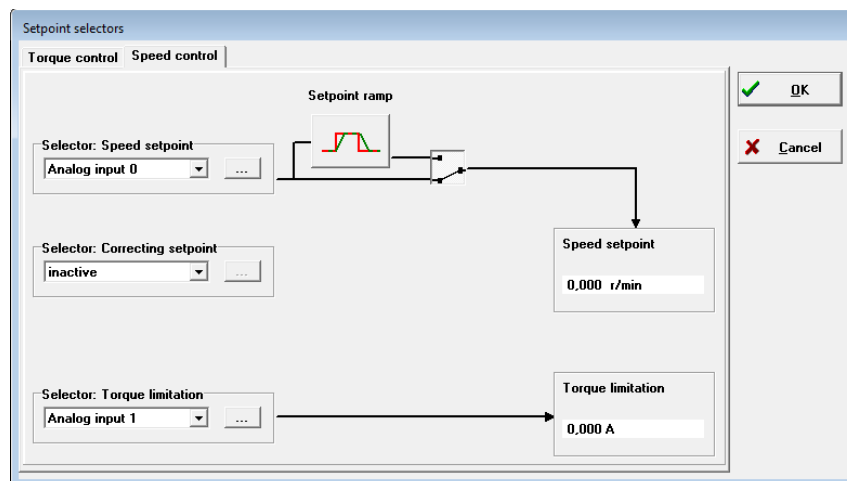 Setpoint selectors
Torque control Speed control
Setpoint ramp
OK
Selector: Speed setpoint
Analog input 0 ...
Cancel
Selector: Correcting setpoint
inactive ...
Speed setpoint
0,000 r/min
Selector: Torque limitation
Analog input 1 ...
Torque limitation
0,000 A